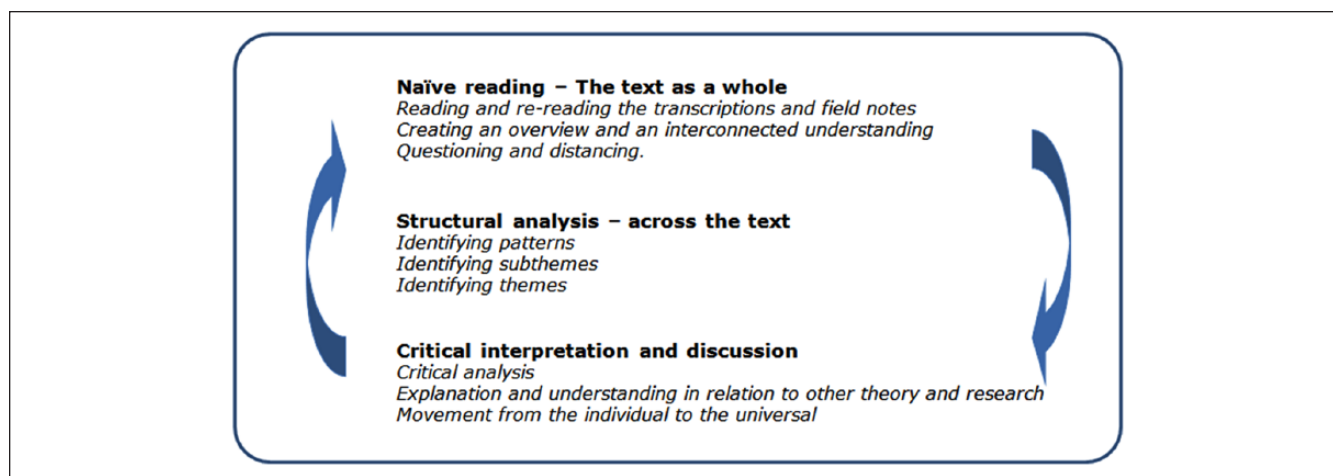 Naïve reading – The text as a whole
Reading and re-reading the transcriptions and field notes
Creating an overview and an interconnected understanding
Questioning and distancing.
Structural analysis – across the text
Identifying patterns
Identifying subthemes
Identifying themes
Critical interpretation and discussion
Critical analysis
Explanation and understanding in relation to other theory and research
Movement from the individual to the universal